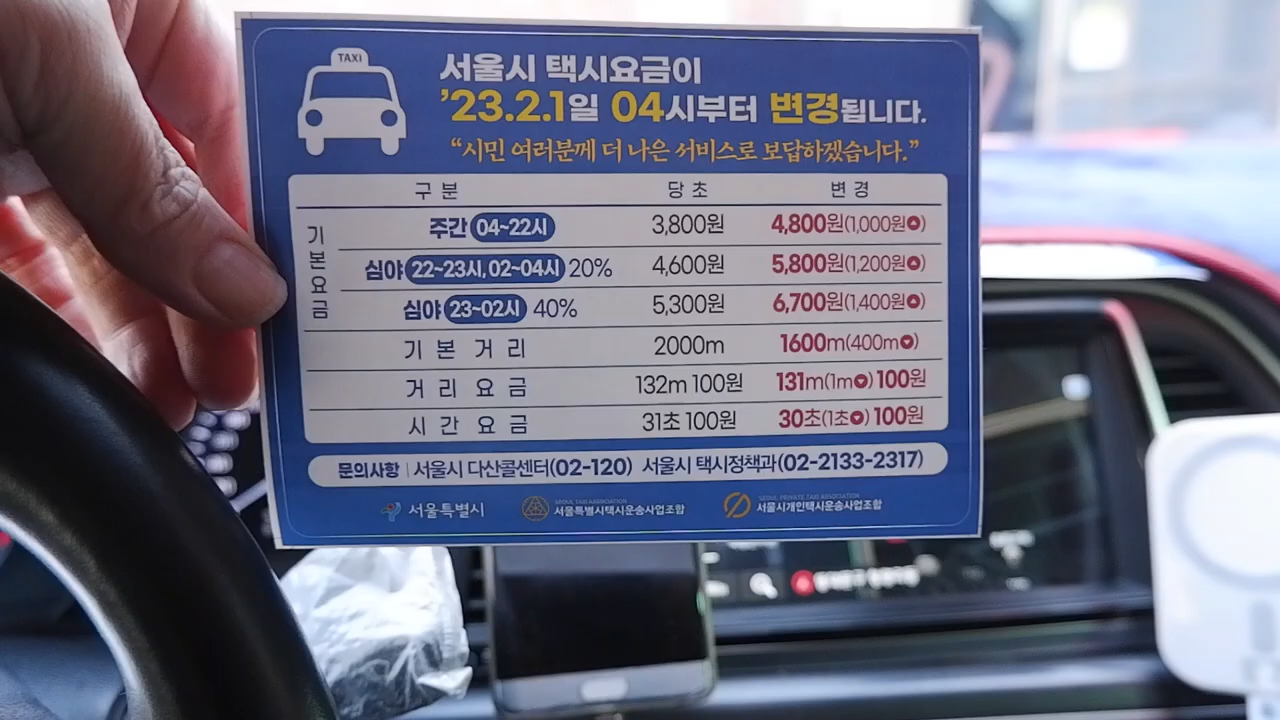 TAXI
서울시 택시요금이
'23.2.1일 04시부터 변경됩니다.
“시민 여러분께 더 나은 서비스로 보답하겠습니다.”
구분 당초 변경
기본요금
주간 04~22시 3,800원 4,800원(1,000원▲)
심야 22~23시, 02~04시 20% 4,600원 5,800원(1,200원▲)
심야 23~02시 40% 5,300원 6,700원(1,400원▲)
기본거리 2000m 1600m(400m▼)
거리요금 132m 100원 131m(1m▼) 100원
시간요금 31초 100원 30초(1초▼) 100원
문의사항 | 서울시 다산콜센터(02-120) 서울시 택시정책과(02-2133-2317)
서울특별시
SEOUL TAXI ASSOCIATION
서울특별시택시운송사업조합
SEOUL PRIVATE TAXI ASSOCIATION
서울시개인택시운송사업조합